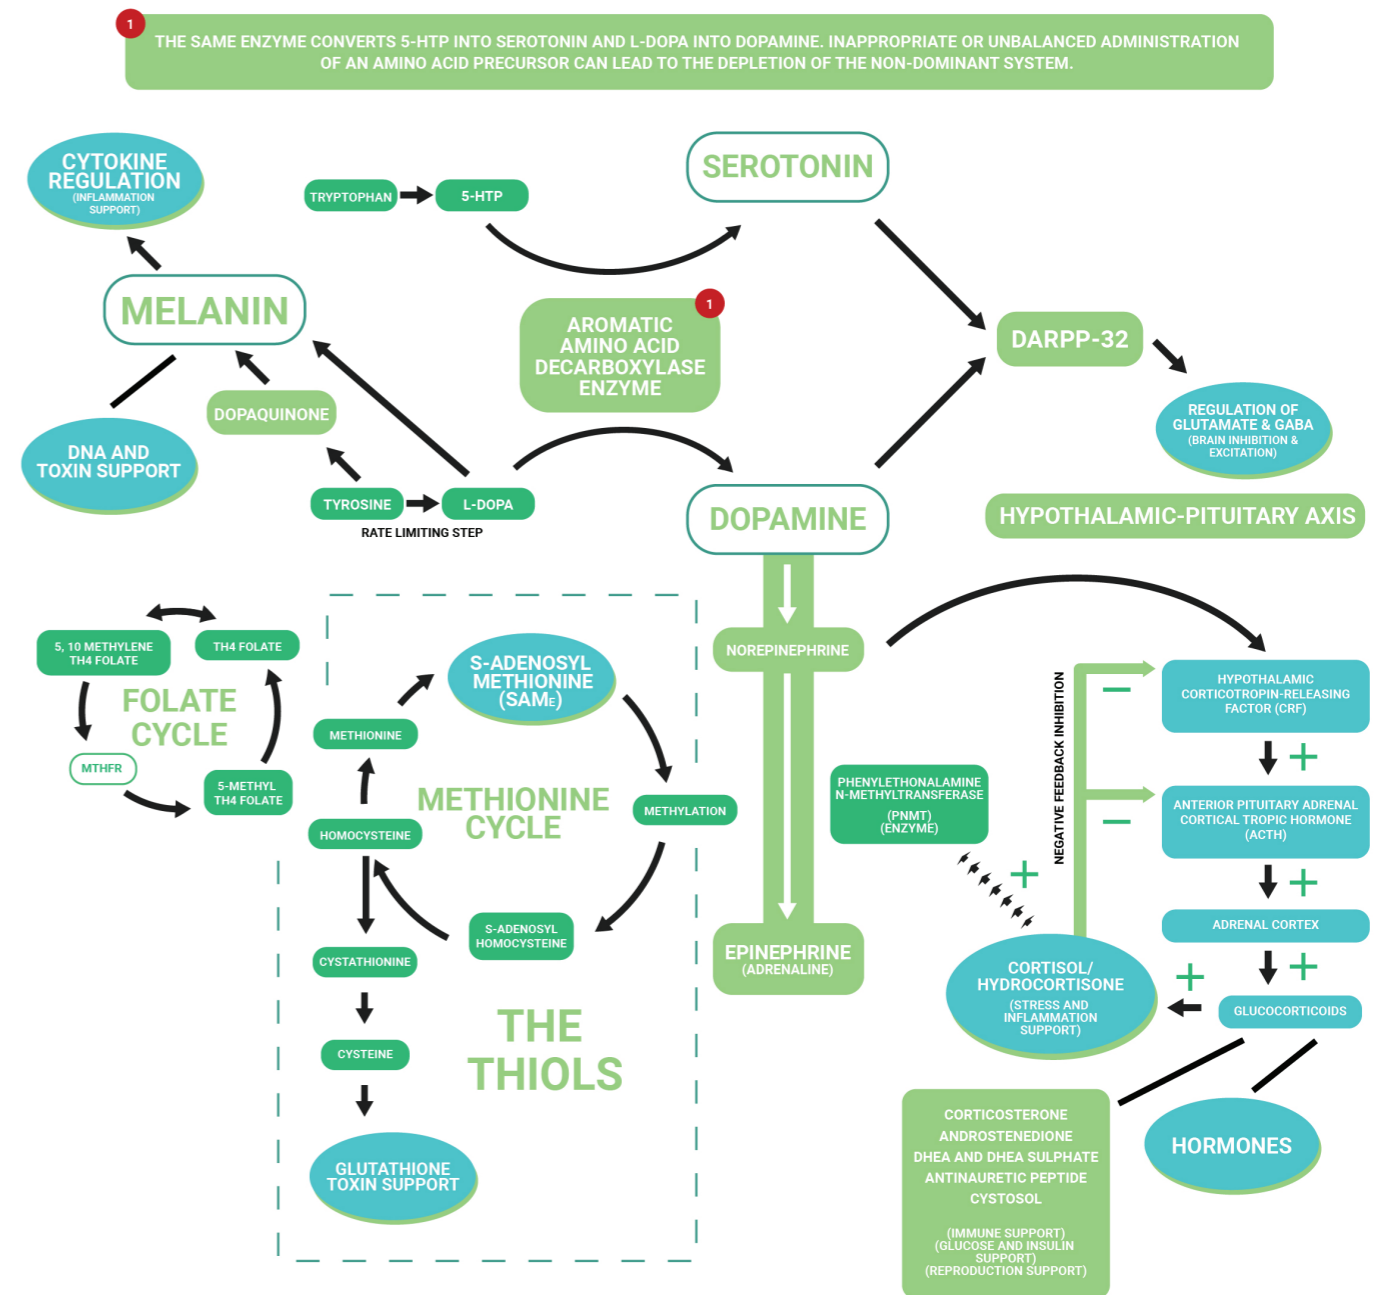 1
THE SAME ENZYME CONVERTS 5-HTP INTO SEROTONIN AND L-DOPA INTO DOPAMINE. INAPPROPRIATE OR UNBALANCED ADMINISTRATION
OF AN AMINO ACID PRECURSOR CAN LEAD TO THE DEPLETION OF THE NON-DOMINANT SYSTEM.
CYTOKINE
REGULATION
(INFLAMMATION
SUPPORT)
TRYPTOPHAN
5-HTP
SEROTONIN
MELANIN
1
AROMATIC
AMINO ACID
DECARBOXYLASE
ENZYME
DARPP-32
DOPAQUINONE
REGULATION OF
GLUTAMATE & GABA
(BRAIN INHIBITION &
EXCITATION)
DNA AND
TOXIN SUPPORT
TYROSINE
L-DOPA
RATE LIMITING STEP
DOPAMINE
HYPOTHALAMIC-PITUITARY AXIS
5, 10 METHYLENE
TH4 FOLATE
TH4 FOLATE
FOLATE
CYCLE
MTHFR
5-METHYL
TH4 FOLATE
S-ADENOSYL
METHIONINE
(SAME)
METHIONINE
METHIONINE
CYCLE
METHYLATION
HOMOCYSTEINE
S-ADENOSYL
HOMOCYSTEINE
CYSTATHIONINE
CYSTEINE
THE
THIOLS
GLUTATHIONE
TOXIN SUPPORT
NOREPINEPHRINE
EPINEPHRINE
(ADRENALINE)
PHENYLETHONALAMINE
N-METHYLTRANSFERASE
(PNMT)
(ENZYME)
NEGATIVE FEEDBACK INHIBITION
HYPOTHALAMIC
CORTICOTROPIN-RELEASING
FACTOR (CRF)
−
+
ANTERIOR PITUITARY ADRENAL
CORTICAL TROPIC HORMONE
(ACTH)
−
+
+
ADRENAL CORTEX
+
GLUCOCORTICOIDS
+
CORTISOL/
HYDROCORTISONE
(STRESS AND
INFLAMMATION
SUPPORT)
CORTICOSTERONE
ANDROSTENEDIONE
DHEA AND DHEA SULPHATE
ANTINAURETIC PEPTIDE
CYSTOSOL
(IMMUNE SUPPORT)
(GLUCOSE AND INSULIN
SUPPORT)
(REPRODUCTION SUPPORT)
HORMONES